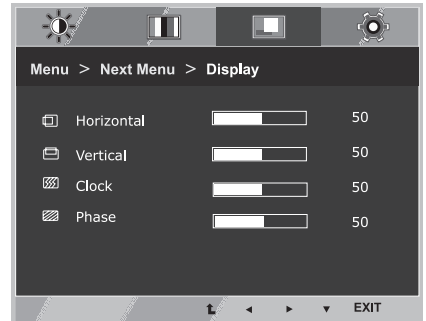 Menu > Next Menu > Display
Horizontal 50
Vertical 50
Clock 50
Phase 50
EXIT